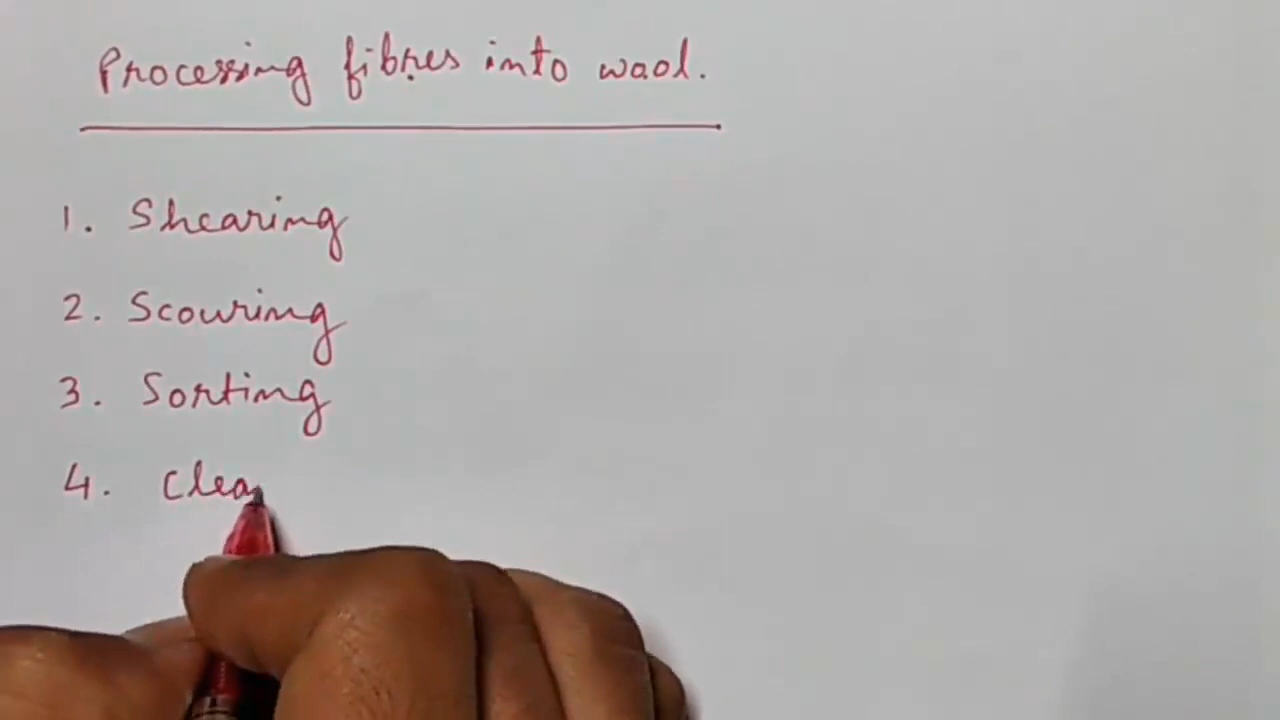 Processing fibres into wool.
1. Shearing
2. Scouring
3. Sorting
4. Clea